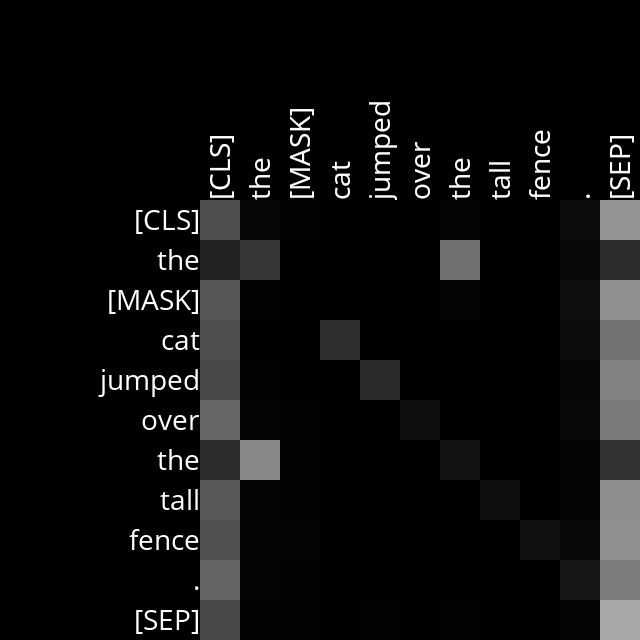 [CLS] the [MASK] cat jumped over the tall fence . [SEP]
[CLS]
the
[MASK]
cat
jumped
over
the
tall
fence
.
[SEP]